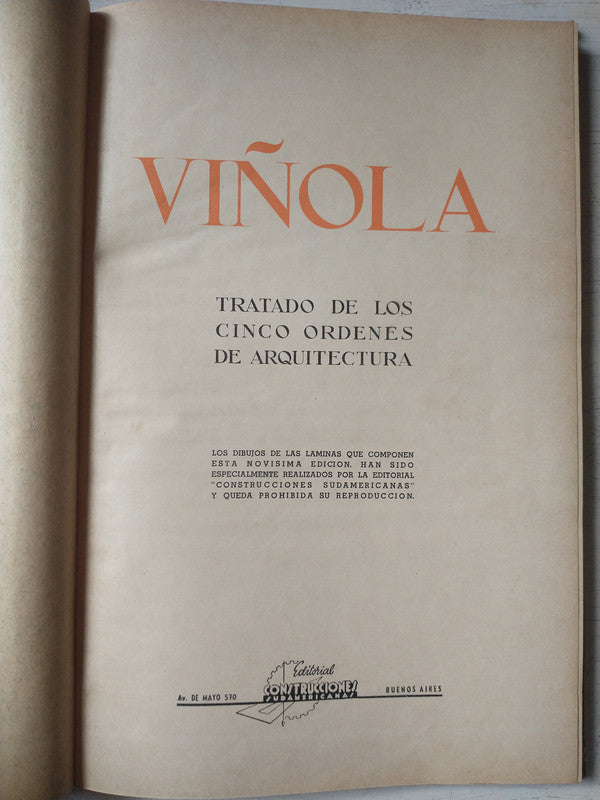 VIÑOLA
TRATADO DE LOS
CINCO ORDENES
DE ARQUITECTURA
LOS DIBUJOS DE LAS LAMINAS QUE COMPONEN
ESTA NOVISIMA EDICION, HAN SIDO
ESPECIALMENTE REALIZADOS POR LA EDITORIAL
"CONSTRUCCIONES SUDAMERICANAS"
Y QUEDA PROHIBIDA SU REPRODUCCION.
Editorial
CONSTRUCCIONES
SUDAMERICANAS
Av. DE MAYO 570
BUENOS AIRES